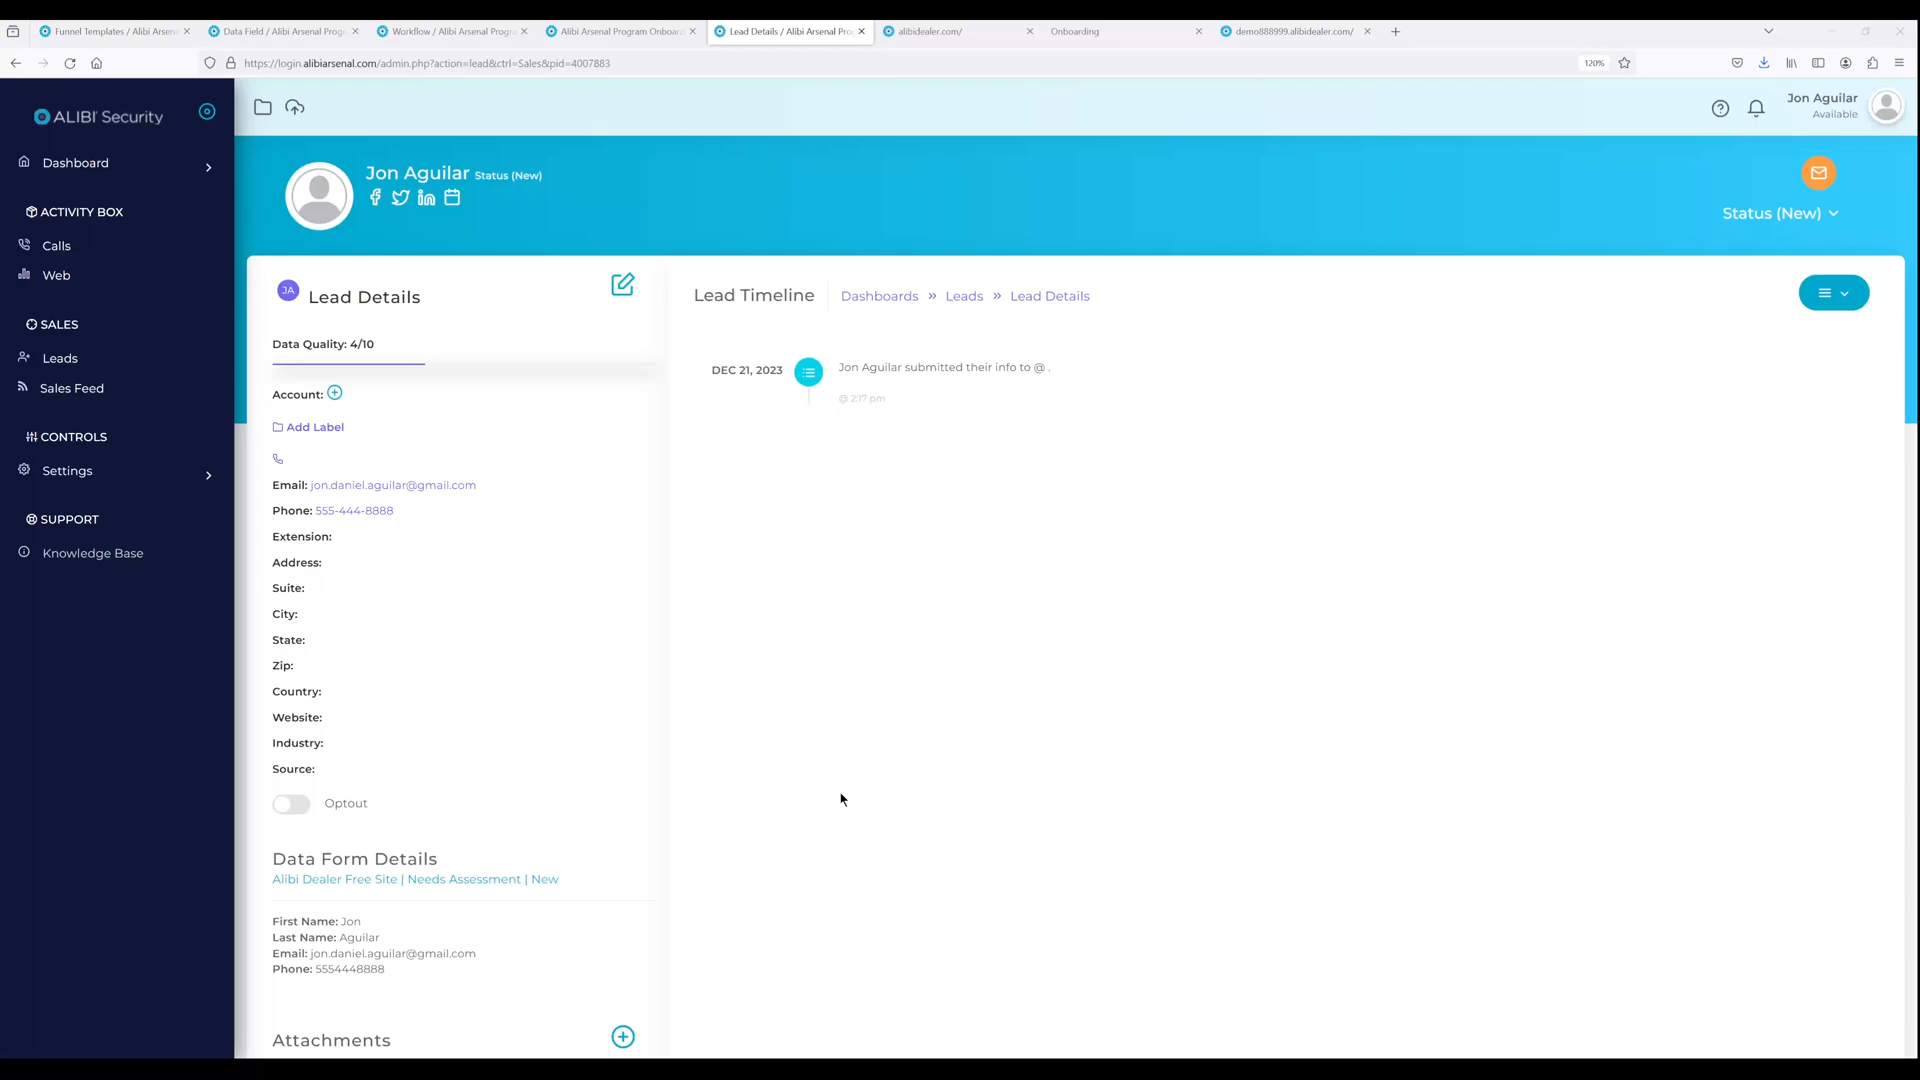 Funnel Templates / Alibi Arsena
Data Field / Alibi Arsenal Progr
Workflow / Alibi Arsenal Progra
Alibi Arsenal Program Onboard
Lead Details / Alibi Arsenal Pro
alibidealer.com/
Onboarding
demo888999.alibidealer.com/
https://login.alibiarsenal.com/admin.php?action=lead&ctrl=Sales&pid=4007883
120%
ALIBI Security
Jon Aguilar
Available
Dashboard
ACTIVITY BOX
Calls
Web
SALES
Leads
Sales Feed
CONTROLS
Settings
SUPPORT
Knowledge Base
Jon Aguilar Status (New)
Status (New)
JA Lead Details
Data Quality: 4/10
Account:
Add Label
Email: jon.daniel.aguilar@gmail.com
Phone: 555-444-8888
Extension:
Address:
Suite:
City:
State:
Zip:
Country:
Website:
Industry:
Source:
Optout
Data Form Details
Alibi Dealer Free Site | Needs Assessment | New
First Name: Jon
Last Name: Aguilar
Email: jon.daniel.aguilar@gmail.com
Phone: 5554448888
Attachments
Lead Timeline
Dashboards » Leads » Lead Details
DEC 21, 2023
Jon Aguilar submitted their info to @ .
@ 2:17 pm